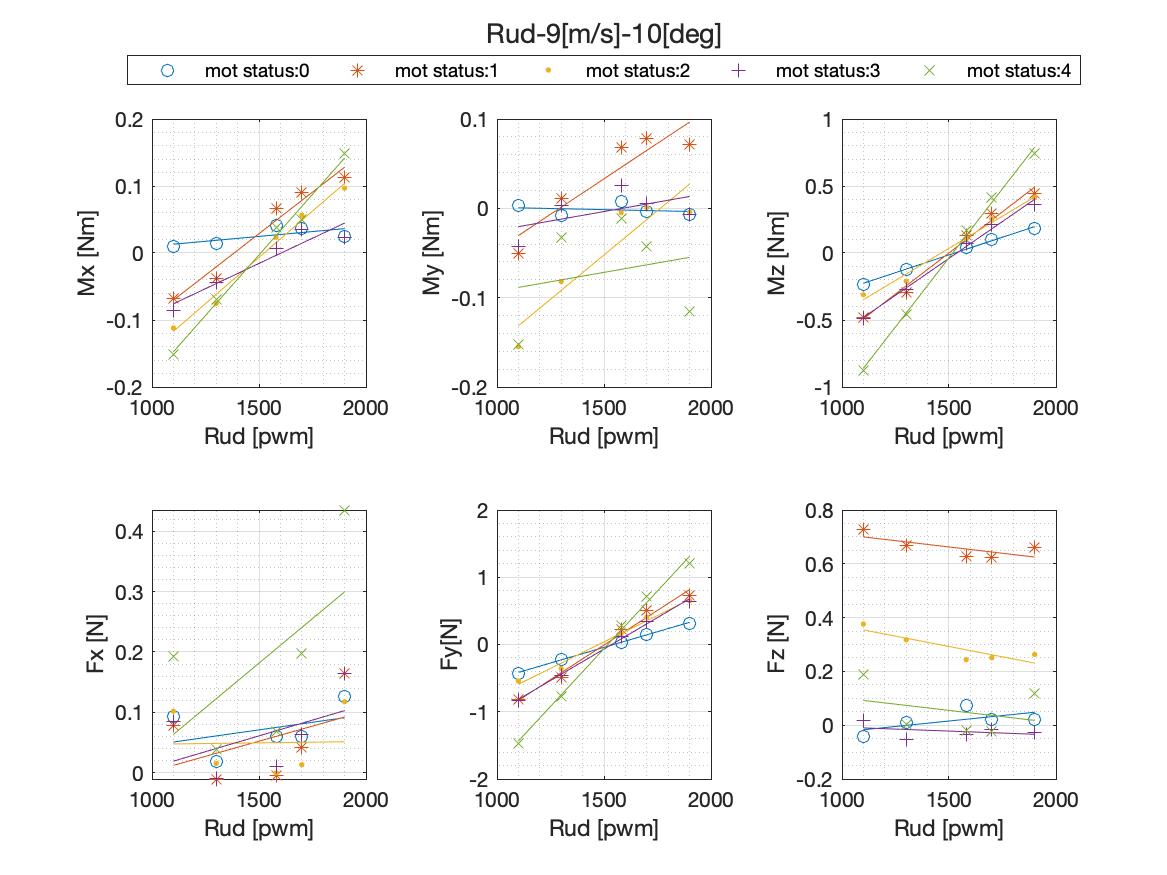 Rud-9[m/s]-10[deg]
mot status:0 mot status:1 mot status:2 mot status:3 mot status:4
0.2
0.1
0
-0.1
-0.2
Mx [Nm]
1000 1500 2000
Rud [pwm]
0.1
0
-0.1
-0.2
My [Nm]
1000 1500 2000
Rud [pwm]
1
0.5
0
-0.5
-1
Mz [Nm]
1000 1500 2000
Rud [pwm]
0.4
0.3
0.2
0.1
0
Fx [N]
1000 1500 2000
Rud [pwm]
2
1
0
-1
-2
Fy[N]
1000 1500 2000
Rud [pwm]
0.8
0.6
0.4
0.2
0
-0.2
Fz [N]
1000 1500 2000
Rud [pwm]